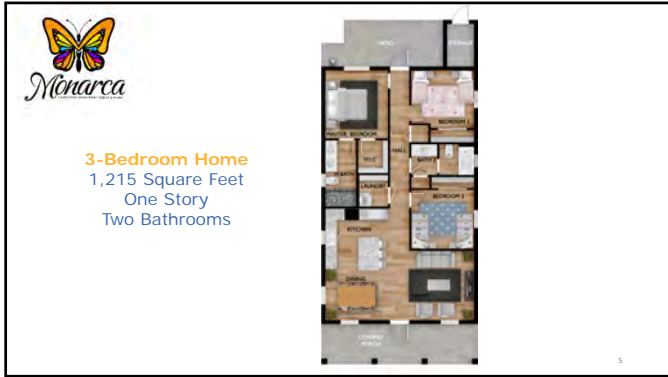 Monarca
3-Bedroom Home
1,215 Square Feet
One Story
Two Bathrooms
PATIO
STORAGE
BEDROOM 1
MASTER BEDROOM
HALL
W.I.C
BATH
M.BATH
LAUNDRY
BEDROOM 2
KITCHEN
DINING
COVERED
PORCH
5